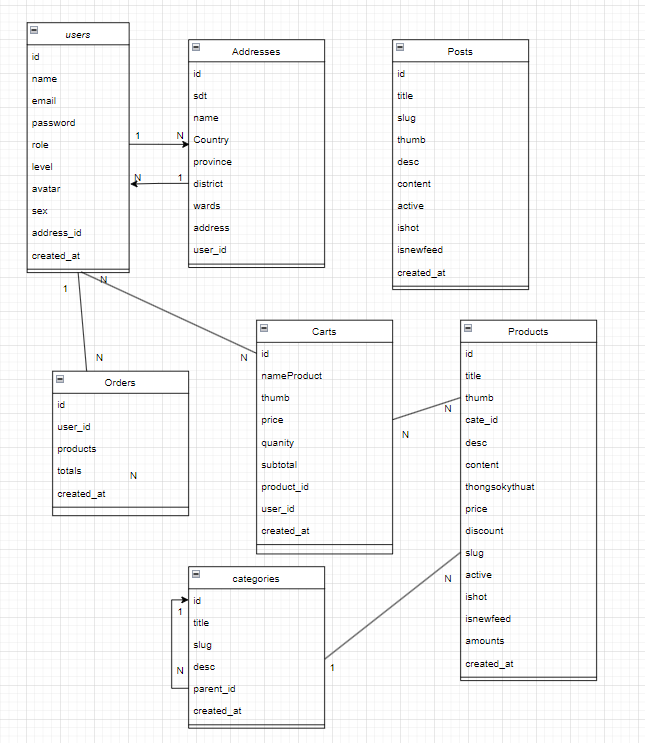 users
id
name
email
password
role
level
avatar
sex
address_id
created_at
Addresses
id
sdt
name
Country
province
district
wards
address
user_id
Posts
id
title
slug
thumb
desc
content
active
ishot
isnewfeed
created_at
1
N
N
1
1
N
N
N
Orders
id
user_id
products
totals
N
created_at
Carts
id
nameProduct
thumb
price
quanity
subtotal
product_id
user_id
created_at
N
N
Products
id
title
thumb
cate_id
desc
content
thongsokythuat
price
discount
slug
active
ishot
isnewfeed
amounts
created_at
categories
id
title
slug
desc
parent_id
created_at
1
N
1
N